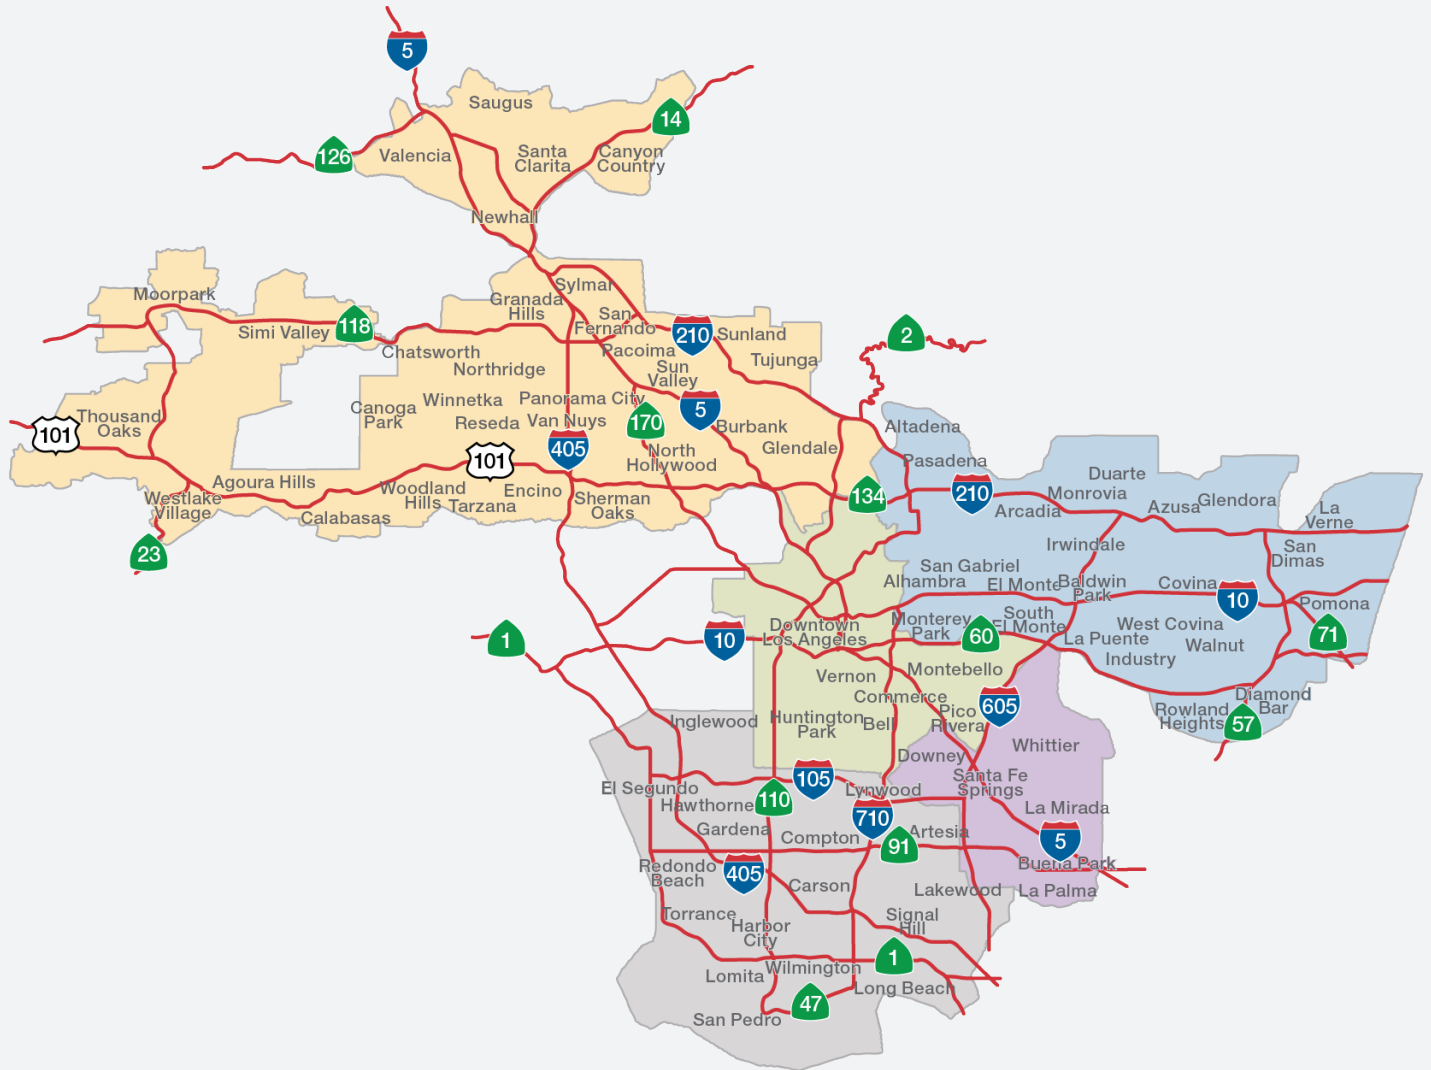 5
Saugus
14
126
Valencia
Santa
Clarita
Canyon
Country
Newhall
Moorpark
Sylmar
Granada
Hills
San
Fernando
118
Simi Valley
210
Sunland
2
Chatsworth
Pacoima
Tujunga
Northridge
Sun
Valley
Winnetka
Panorama City
5
Canoga
Park
Thousand
Oaks
101
Reseda
Van Nuys
170
Burbank
Altadena
405
Glendale
101
North
Hollywood
Pasadena
Agoura Hills
Woodland
Hills
Tarzana
Encino
Sherman
Oaks
134
210
Duarte
Monrovia
Arcadia
Azusa
Glendora
La
Verne
Westlake
Village
Calabasas
23
Irwindale
San
Dimas
San Gabriel
Alhambra
El Monte
Baldwin
Park
Covina
10
Pomona
1
10
Downtown
Los Angeles
Monterey
Park
60
South
El Monte
West Covina
La Puente
Walnut
71
Industry
Vernon
Montebello
Commerce
605
Diamond
Bar
Rowland
Heights
57
Inglewood
Huntington
Park
Bell
Pico
Rivera
Whittier
Downey
105
Santa Fe
Springs
El Segundo
Hawthorne
110
Lynwood
La Mirada
710
Gardena
Compton
91
Artesia
5
Redondo
Beach
405
Buena Park
Carson
Lakewood
La Palma
Torrance
Harbor
City
Signal
Hill
1
Lomita
Wilmington
47
Long Beach
San Pedro